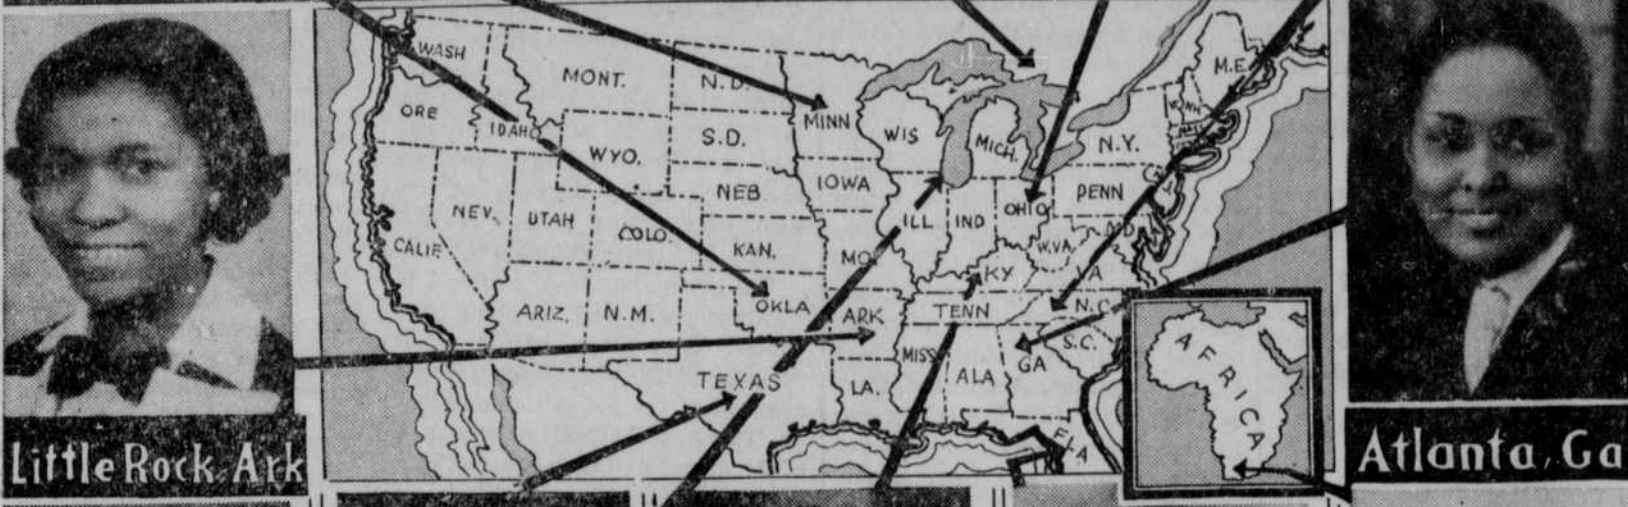 WASH
MONT.
N.D.
MINN
M.E.
ORE
IDAHO
WYO.
S.D.
WIS
MICH.
N.Y.
N.H.
NEB.
IOWA
PENN
NEV.
UTAH
COLO.
KAN.
MO.
ILL
IND
OHIO
W.VA.
MD.
CALIF
KY
VA
ARIZ.
N.M.
OKLA
ARK
TENN
N.C.
S.C.
MISS
ALA
GA
TEXAS
LA.
FLA
AFRICA
Little Rock, Ark
Atlanta, Ga